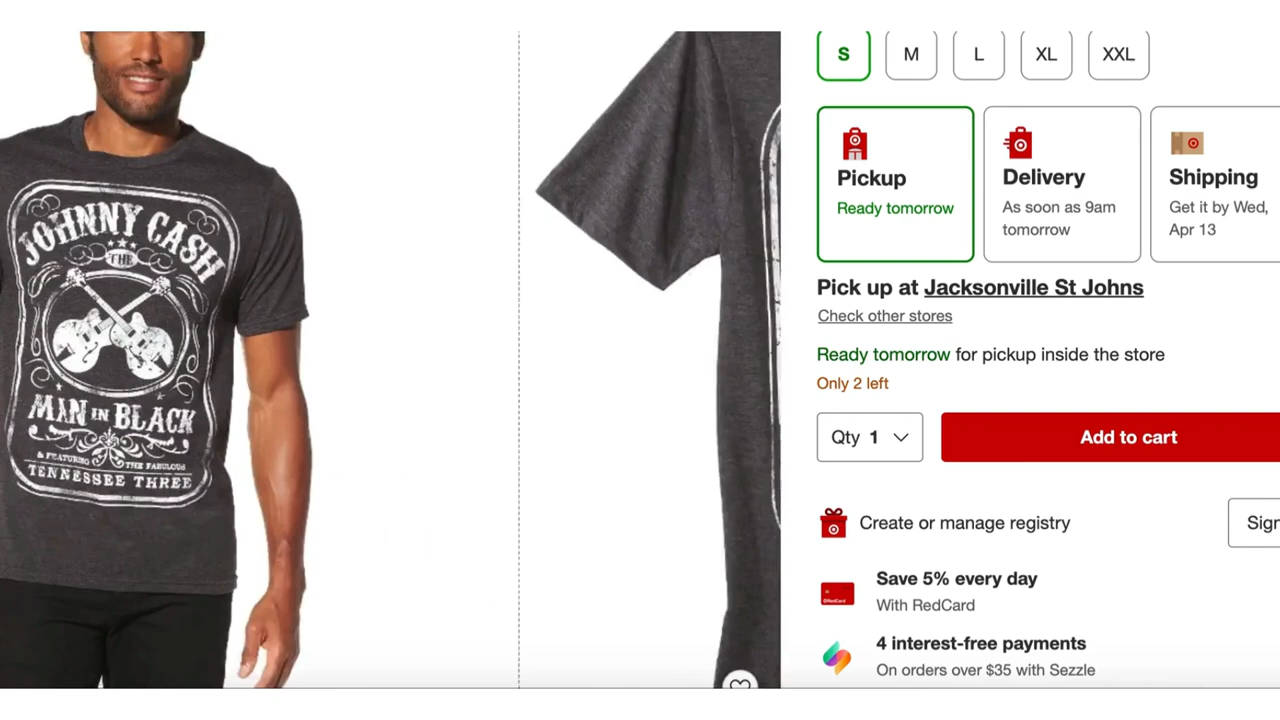 JOHNNY CASH
THE
MAN IN BLACK
& FEATURING THE FABULOUS
TENNESSEE THREE
S M L XL XXL
Pickup
Ready tomorrow
Delivery
As soon as 9am
tomorrow
Shipping
Get it by Wed,
Apr 13
Pick up at Jacksonville St Johns
Check other stores
Ready tomorrow for pickup inside the store
Only 2 left
Qty 1
Add to cart
Create or manage registry
Sign
Save 5% every day
With RedCard
4 interest-free payments
On orders over $35 with Sezzle